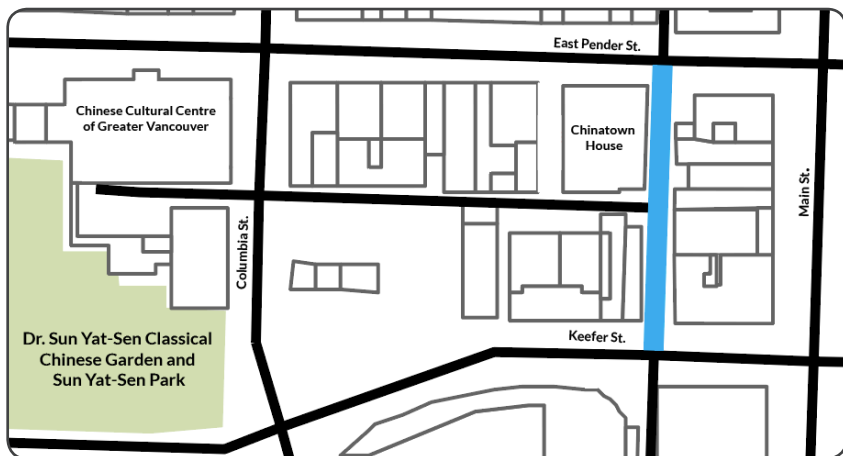 East Pender St.
Chinese Cultural Centre
of Greater Vancouver
Chinatown
House
Main St.
Columbia St.
Keefer St.
Dr. Sun Yat-Sen Classical
Chinese Garden and
Sun Yat-Sen Park